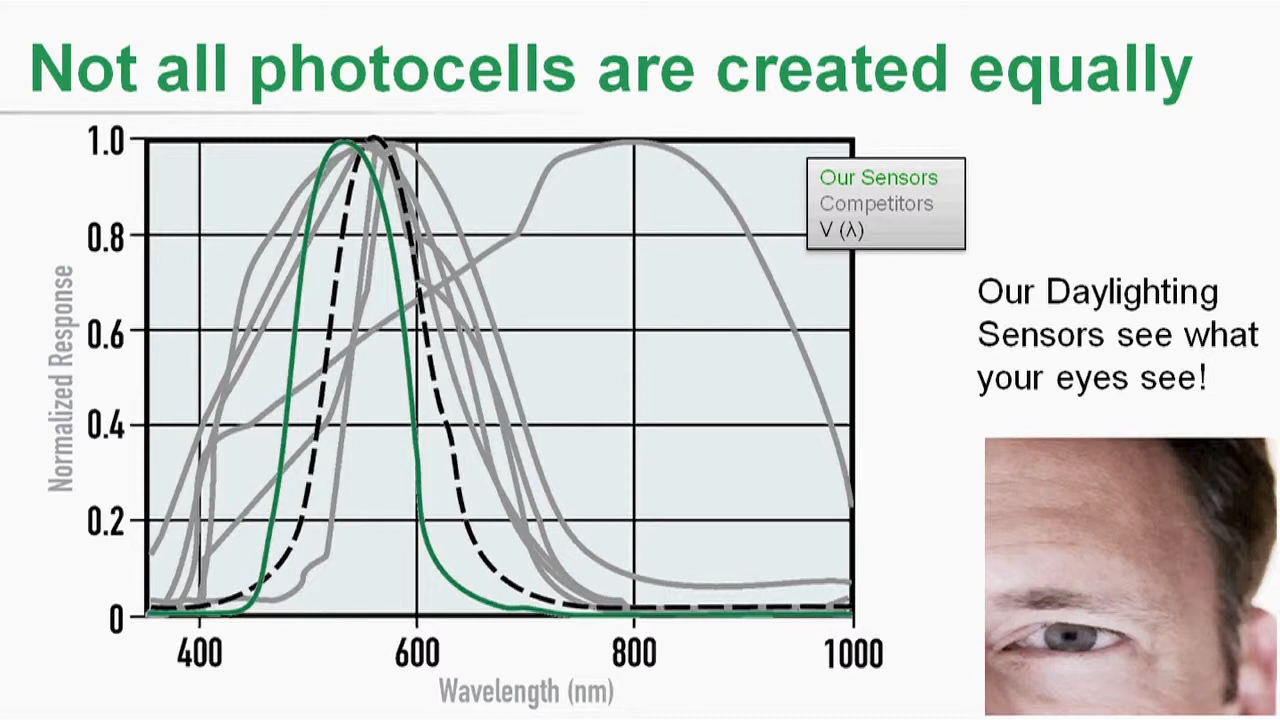 Not all photocells are created equally
1.0
0.8
0.6
0.4
0.2
0
Normalized Response
400 600 800 1000
Wavelength (nm)
Our Sensors
Competitors
V (λ)
Our Daylighting
Sensors see what
your eyes see!